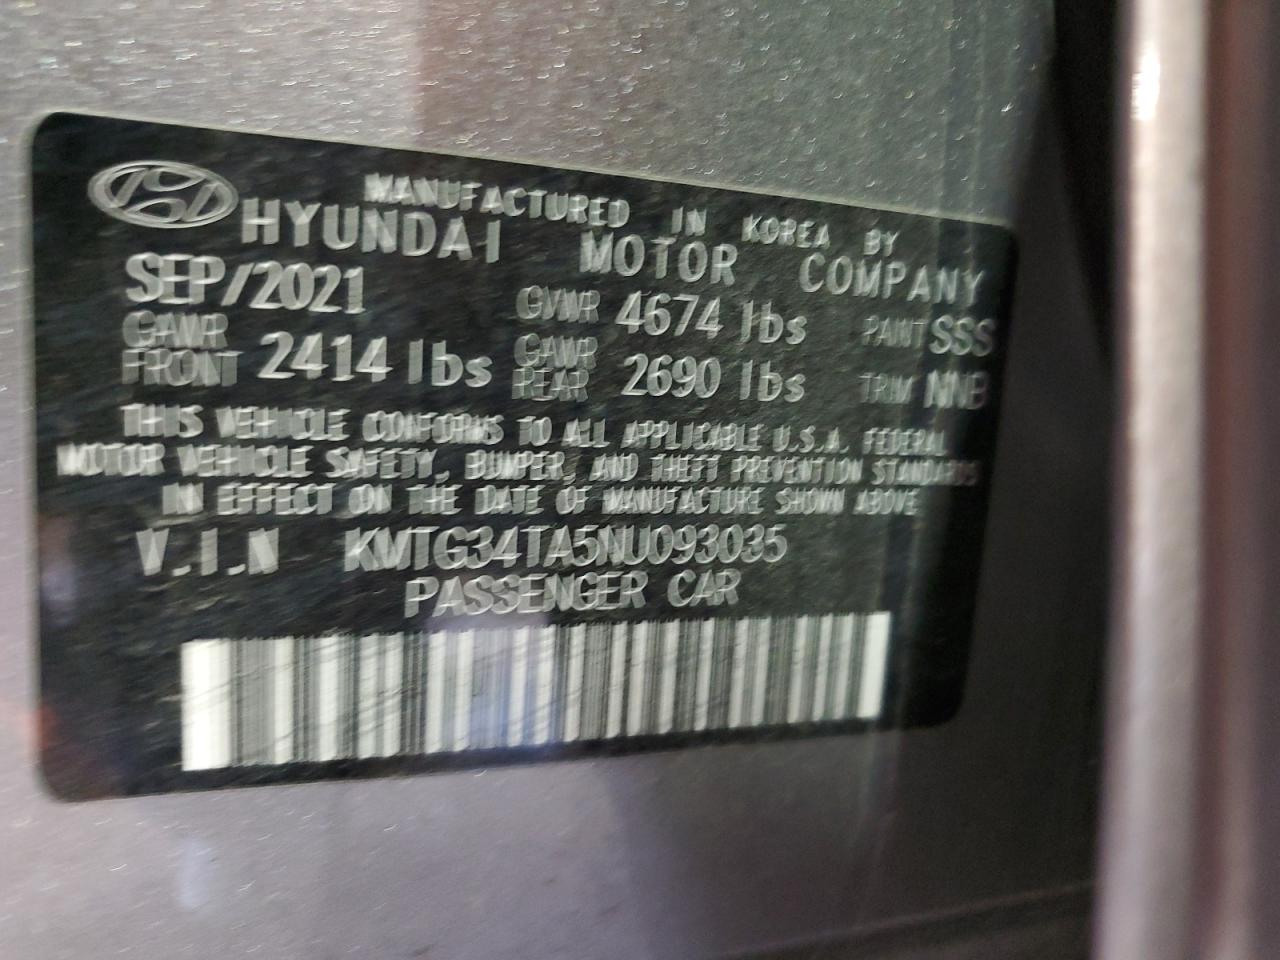 MANUFACTURED IN KOREA BY
HYUNDAI MOTOR COMPANY
SEP/2021 GVWR 4674 lbs PAINT SSS
GAWR FRONT 2414 lbs GAWR REAR 2690 lbs TRIM NNB
THIS VEHICLE CONFORMS TO ALL APPLICABLE U.S.A. FEDERAL
MOTOR VEHICLE SAFETY, BUMPER, AND THEFT PREVENTION STANDARDS
IN EFFECT ON THE DATE OF MANUFACTURE SHOWN ABOVE
V.I.N KMTG34TA5NU093035
PASSENGER CAR